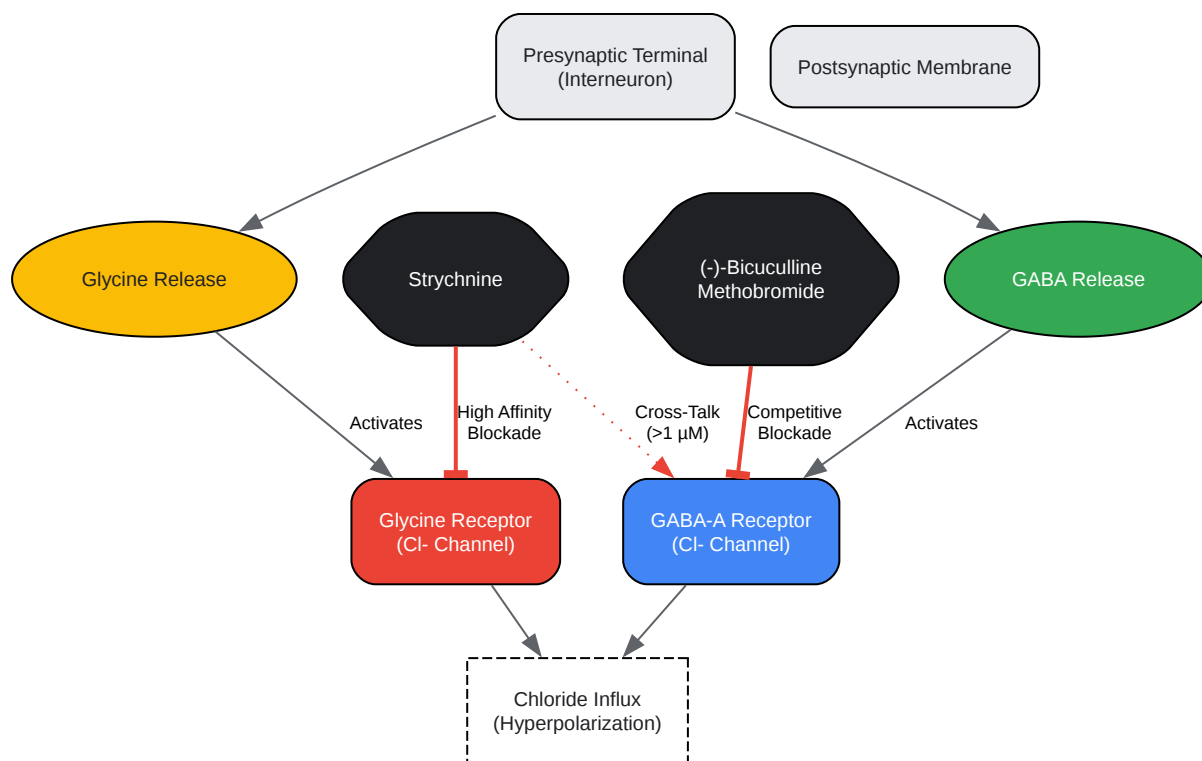 Presynaptic Terminal
(Interneuron)
Postsynaptic Membrane
Glycine Release
Strychnine
(-)-Bicuculline
Methobromide
GABA Release
Activates
High Affinity
Blockade
Cross-Talk
(>1 µM)
Competitive
Blockade
Activates
Glycine Receptor
(Cl- Channel)
GABA-A Receptor
(Cl- Channel)
Chloride Influx
(Hyperpolarization)